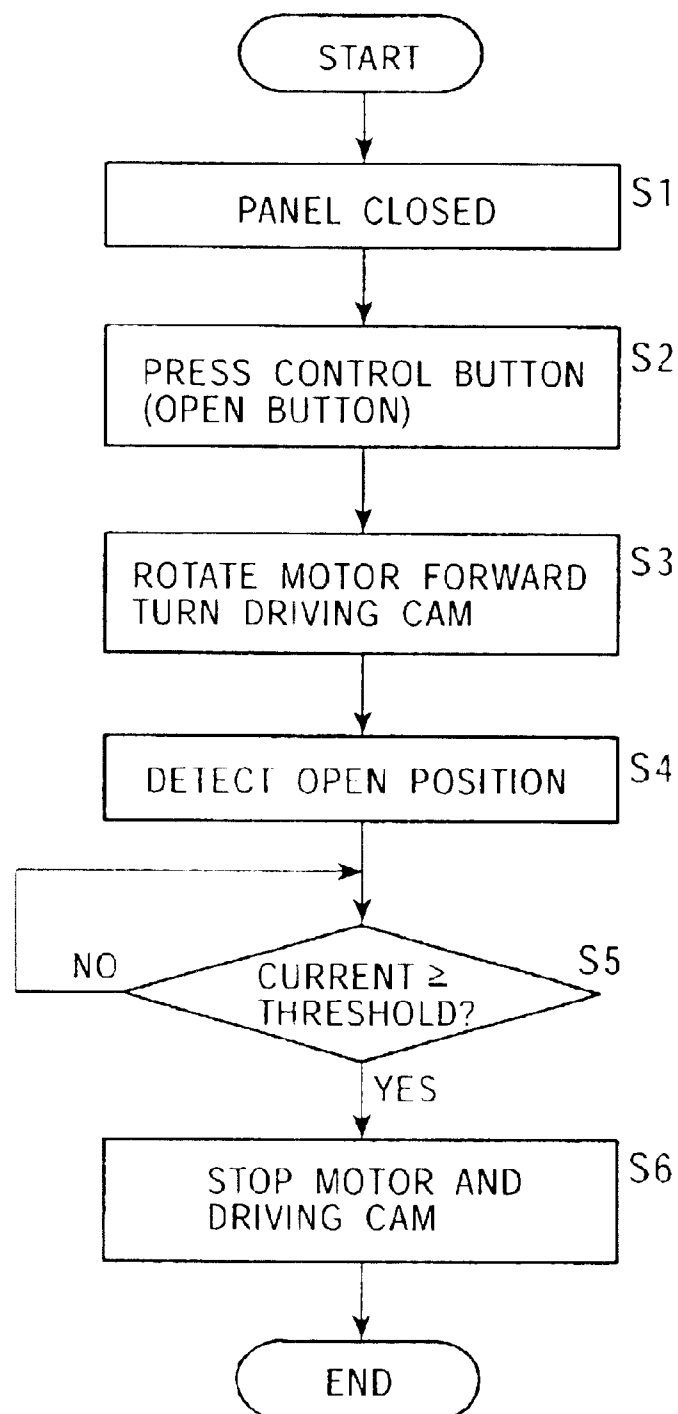 START
PANEL CLOSED
S1
PRESS CONTROL BUTTON
(OPEN BUTTON)
S2
ROTATE MOTOR FORWARD
TURN DRIVING CAM
S3
DETECT OPEN POSITION
S4
NO
CURRENT ≥
THRESHOLD?
S5
YES
STOP MOTOR AND
DRIVING CAM
S6
END